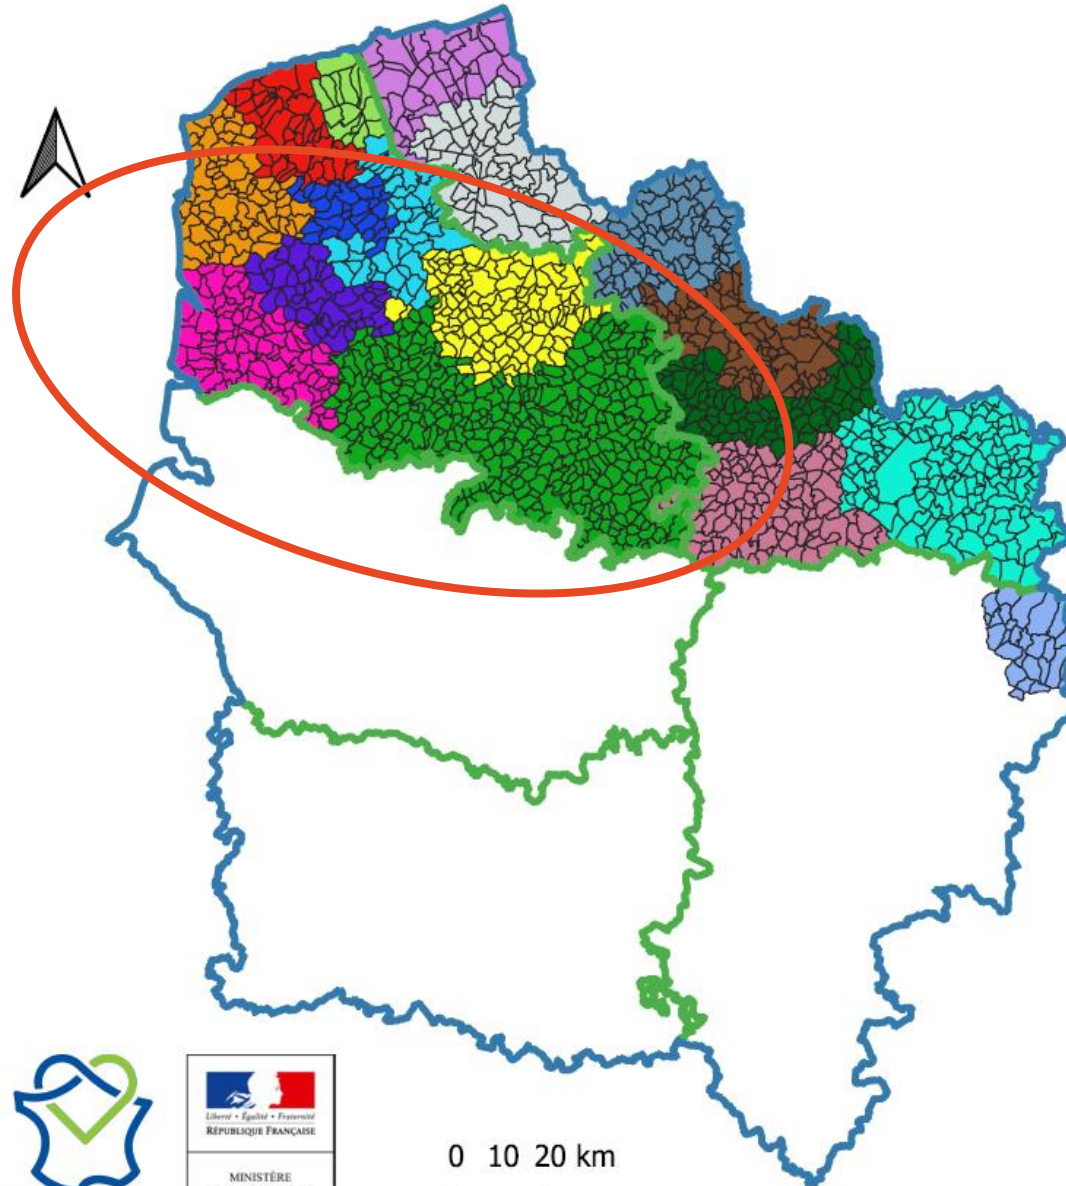 Liberté • Égalité • Fraternité
RÉPUBLIQUE FRANÇAISE
MINISTÈRE
0 10 20 km